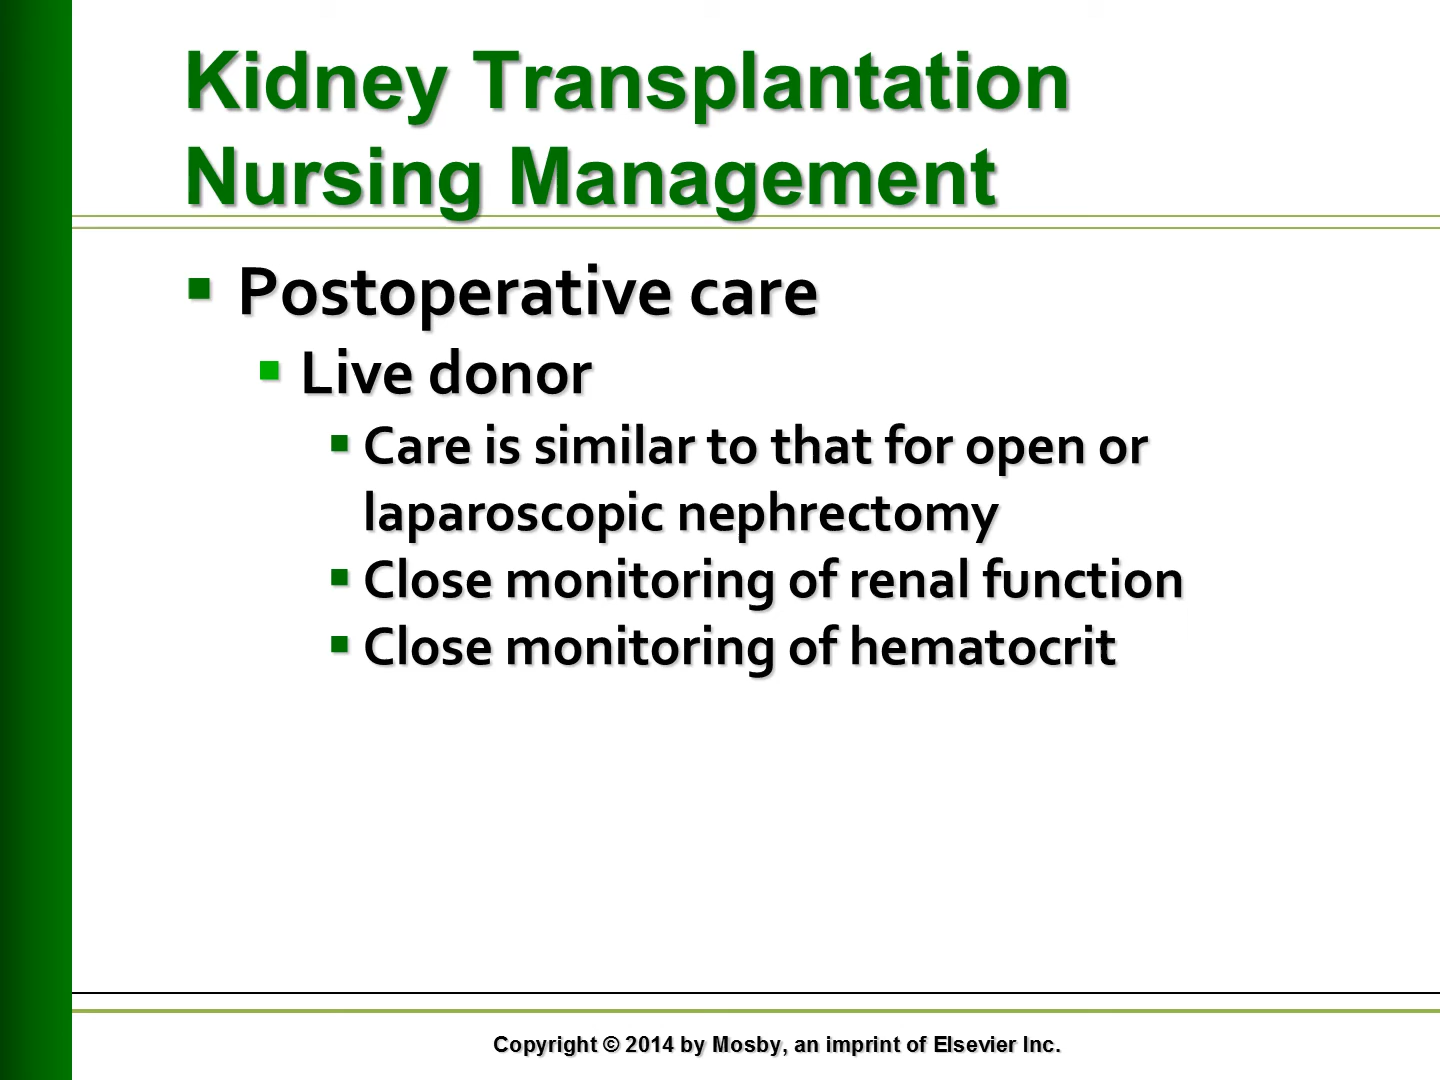 Kidney Transplantation
Nursing Management
Postoperative care
Live donor
Care is similar to that for open or
laparoscopic nephrectomy
Close monitoring of renal function
Close monitoring of hematocrit
Copyright © 2014 by Mosby, an imprint of Elsevier Inc.